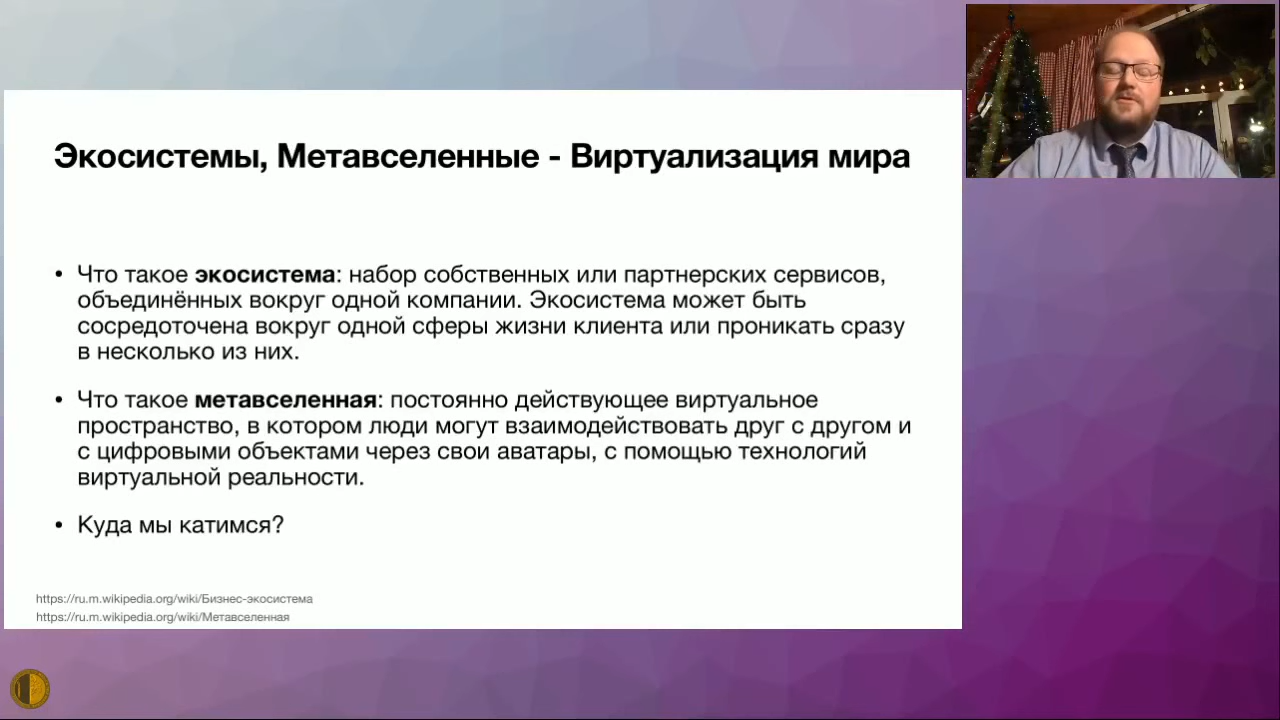 Экосистемы, Метавселенные - Виртуализация мира
• Что такое экосистема: набор собственных или партнерских сервисов,
объединённых вокруг одной компании. Экосистема может быть
сосредоточена вокруг одной сферы жизни клиента или проникать сразу
в несколько из них.
• Что такое метавселенная: постоянно действующее виртуальное
пространство, в котором люди могут взаимодействовать друг с другом и
с цифровыми объектами через свои аватары, с помощью технологий
виртуальной реальности.
• Куда мы катимся?
https://ru.m.wikipedia.org/wiki/Бизнес-экосистема
https://ru.m.wikipedia.org/wiki/Метавселенная